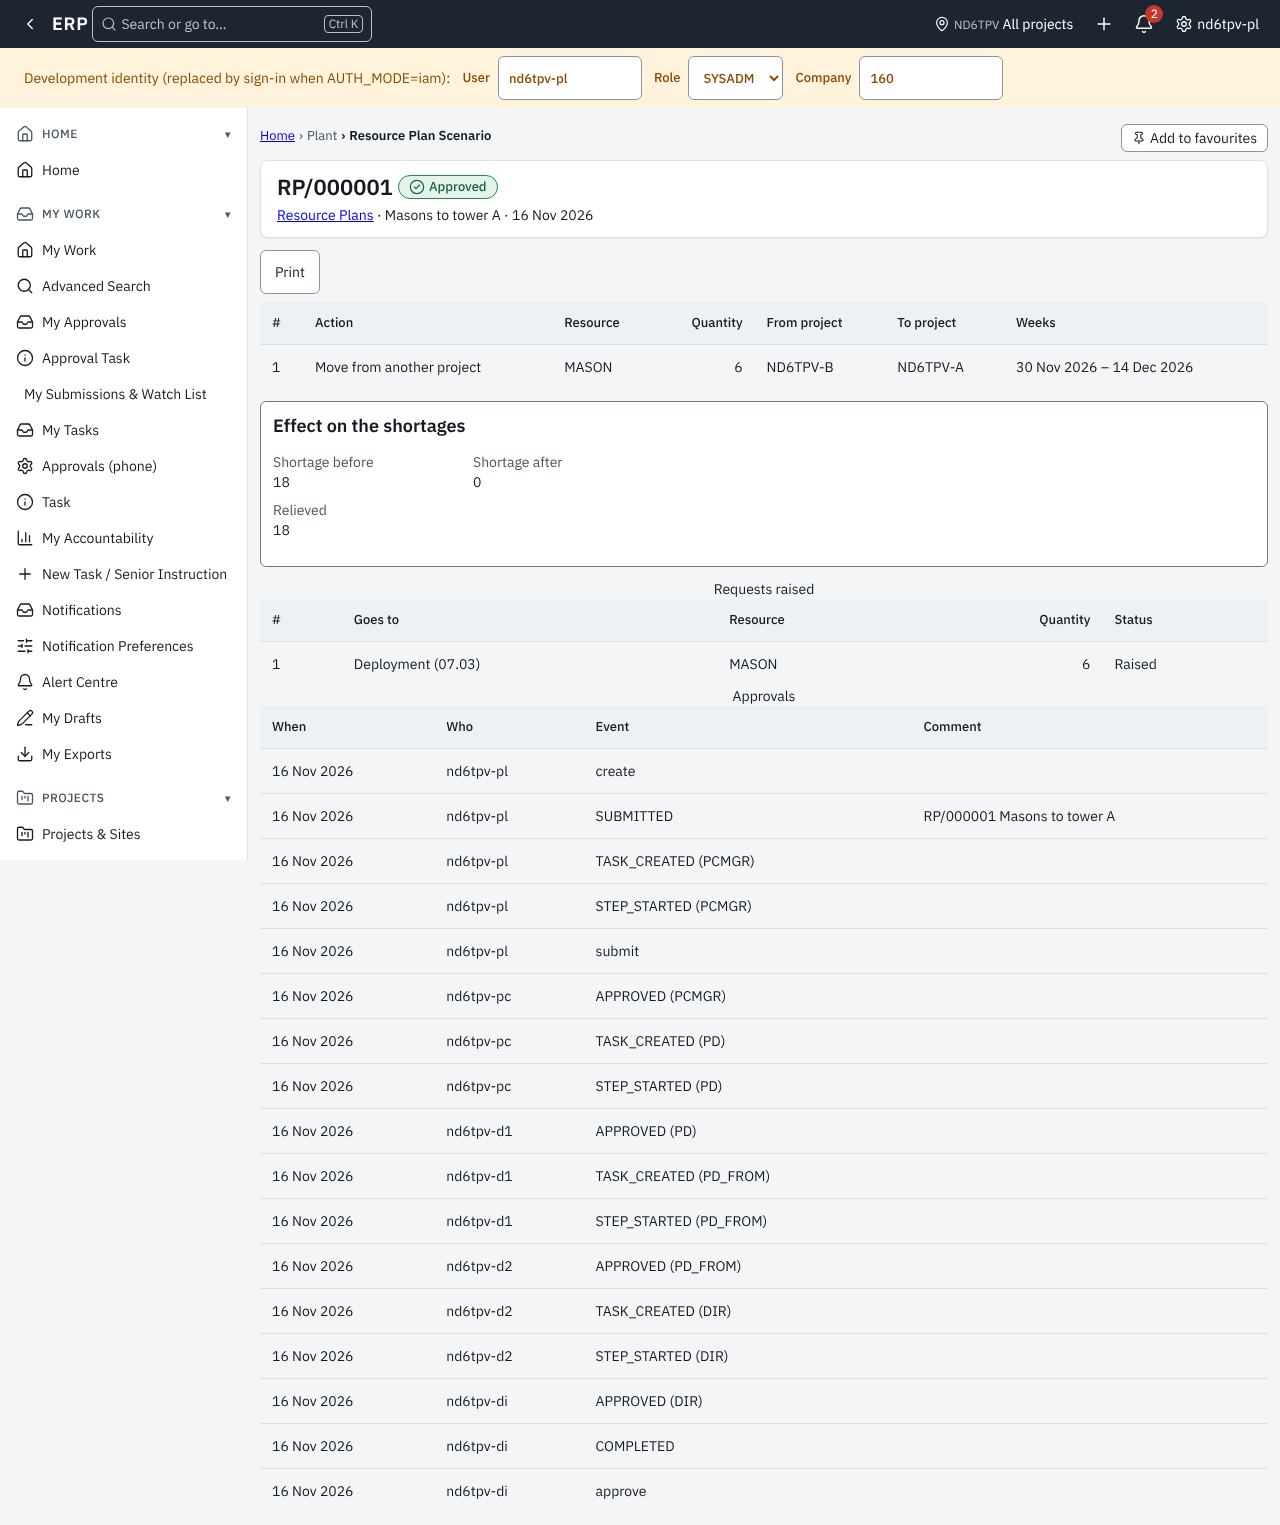 ERP Search or go to... Ctrl K ND6TPV All projects 2 nd6tpv-pl
Development identity (replaced by sign-in when AUTH_MODE=iam): User nd6tpv-pl Role SYSADM Company 160
HOME
Home
MY WORK
My Work
Advanced Search
My Approvals
Approval Task
My Submissions & Watch List
My Tasks
Approvals (phone)
Task
My Accountability
New Task / Senior Instruction
Notifications
Notification Preferences
Alert Centre
My Drafts
My Exports
PROJECTS
Projects & Sites
Home › Plant › Resource Plan Scenario
Add to favourites
RP/000001 Approved
Resource Plans · Masons to tower A · 16 Nov 2026
Print
# Action Resource Quantity From project To project Weeks
1 Move from another project MASON 6 ND6TPV-B ND6TPV-A 30 Nov 2026 – 14 Dec 2026
Effect on the shortages
Shortage before Shortage after
18 0
Relieved
18
Requests raised
# Goes to Resource Quantity Status
1 Deployment (07.03) MASON 6 Raised
Approvals
When Who Event Comment
16 Nov 2026 nd6tpv-pl create
16 Nov 2026 nd6tpv-pl SUBMITTED RP/000001 Masons to tower A
16 Nov 2026 nd6tpv-pl TASK_CREATED (PCMGR)
16 Nov 2026 nd6tpv-pl STEP_STARTED (PCMGR)
16 Nov 2026 nd6tpv-pl submit
16 Nov 2026 nd6tpv-pc APPROVED (PCMGR)
16 Nov 2026 nd6tpv-pc TASK_CREATED (PD)
16 Nov 2026 nd6tpv-pc STEP_STARTED (PD)
16 Nov 2026 nd6tpv-d1 APPROVED (PD)
16 Nov 2026 nd6tpv-d1 TASK_CREATED (PD_FROM)
16 Nov 2026 nd6tpv-d1 STEP_STARTED (PD_FROM)
16 Nov 2026 nd6tpv-d2 APPROVED (PD_FROM)
16 Nov 2026 nd6tpv-d2 TASK_CREATED (DIR)
16 Nov 2026 nd6tpv-d2 STEP_STARTED (DIR)
16 Nov 2026 nd6tpv-di APPROVED (DIR)
16 Nov 2026 nd6tpv-di COMPLETED
16 Nov 2026 nd6tpv-di approve